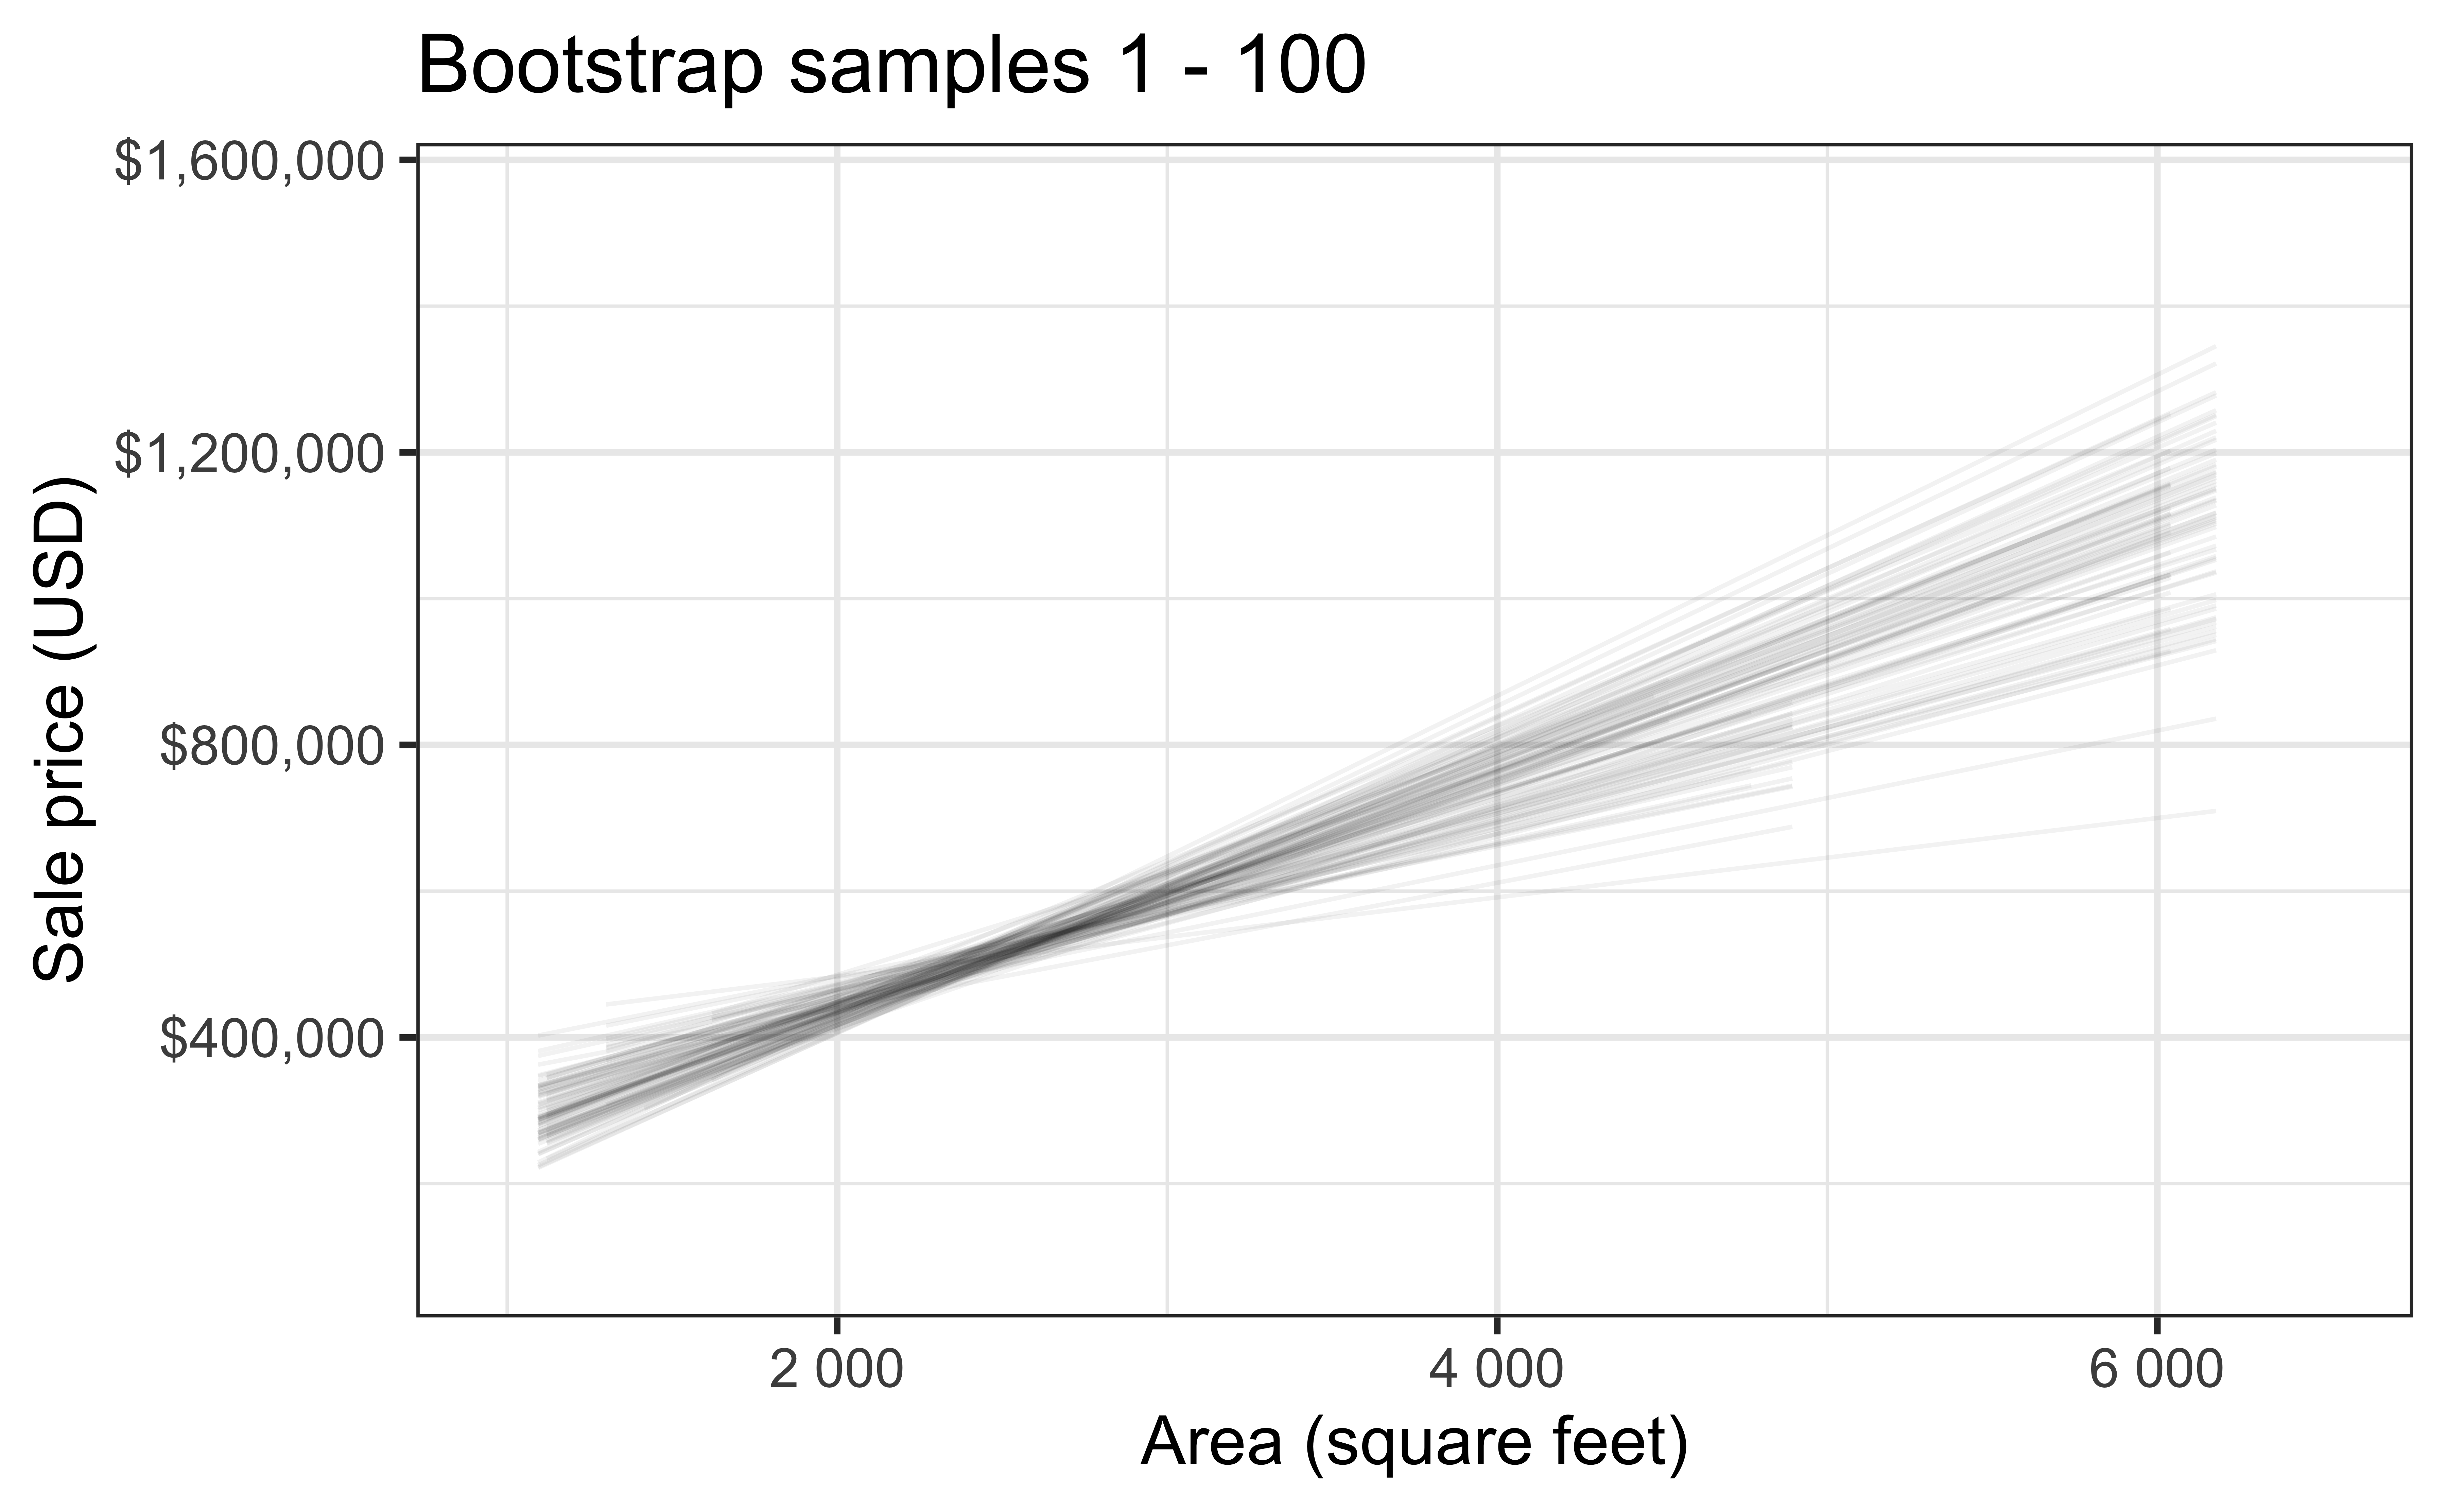 Bootstrap samples 1 - 100
$1,600,000
$1,200,000
$800,000
$400,000
Sale price (USD)
2 000
4 000
6 000
Area (square feet)